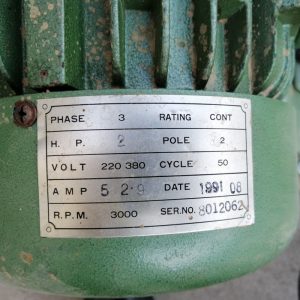 PHASE 3 RATING CONT
H. P. 2 POLE 2
VOLT 220 380 CYCLE 50
AMP 5 2·9 DATE 1991 08
R.P.M. 3000 SER.NO. 8012062